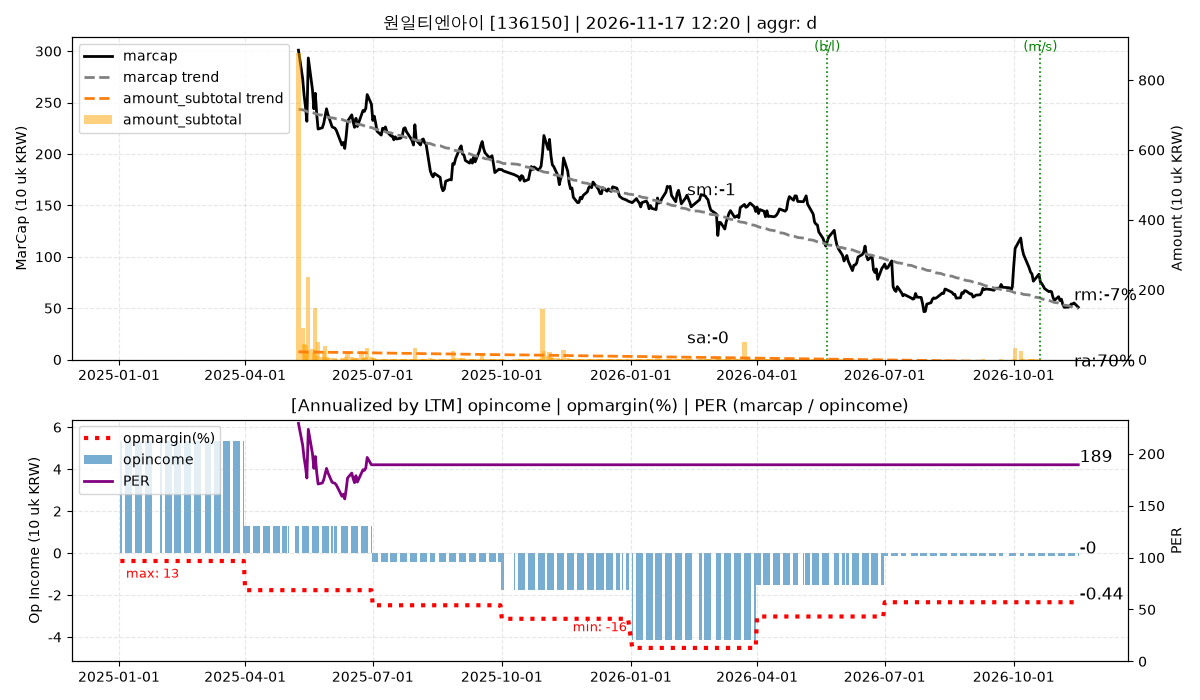 원일티엔아이 [136150] | 2026-11-17 12:20 | aggr: d
marcap
marcap trend
amount_subtotal trend
amount_subtotal
(b/l)
(m/s)
sm:-1
sa:-0
rm:-7%
ra:70%
MarCap (10 uk KRW)
Amount (10 uk KRW)
300
250
200
150
100
50
0
800
600
400
200
0
2025-01-01 2025-04-01 2025-07-01 2025-10-01 2026-01-01 2026-04-01 2026-07-01 2026-10-01
[Annualized by LTM] opincome | opmargin(%) | PER (marcap / opincome)
opmargin(%)
opincome
PER
max: 13
min: -16
189
-0
-0.44
Op Income (10 uk KRW)
PER
6
4
2
0
-2
-4
200
150
100
50
0
2025-01-01 2025-04-01 2025-07-01 2025-10-01 2026-01-01 2026-04-01 2026-07-01 2026-10-01